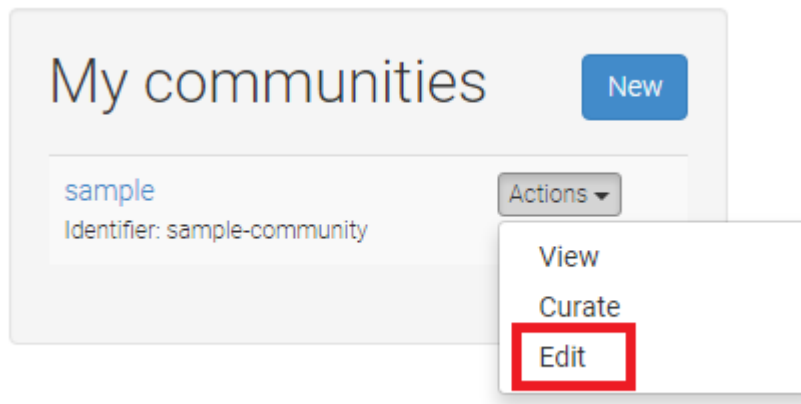 My communities
New
sample
Actions
Identifier: sample-community
View
Curate
Edit